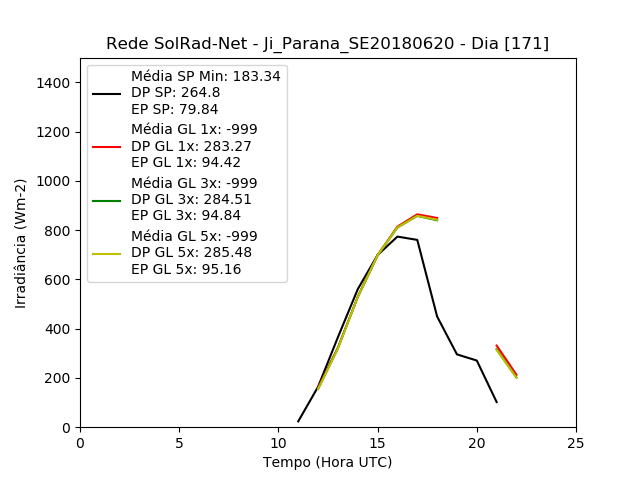 Rede SolRad-Net - Ji_Parana_SE20180620 - Dia [171]
Média SP Min: 183.34
DP SP: 264.8
EP SP: 79.84
Média GL 1x: -999
DP GL 1x: 283.27
EP GL 1x: 94.42
Média GL 3x: -999
DP GL 3x: 284.51
EP GL 3x: 94.84
Média GL 5x: -999
DP GL 5x: 285.48
EP GL 5x: 95.16
Irradiância (Wm-2)
1400
1200
1000
800
600
400
200
0
0 5 10 15 20 25
Tempo (Hora UTC)